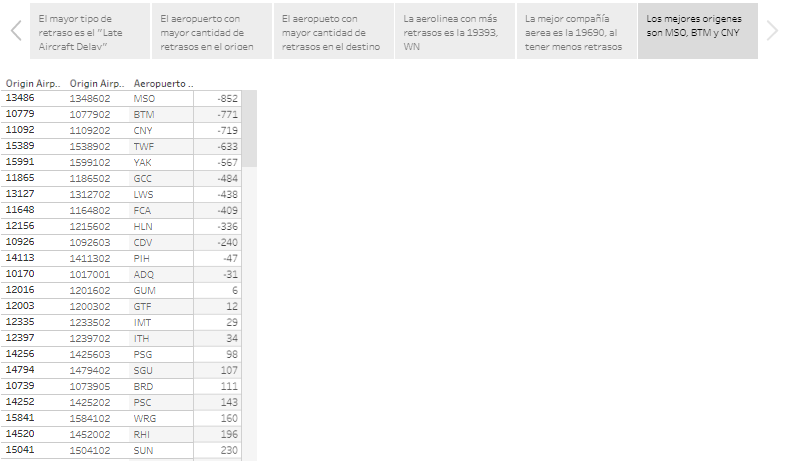 El mayor tipo de
retraso es el "Late
Aircraft Delay"
El aeropuerto con
mayor cantidad de
retrasos en el origen
El aeropueto con
mayor cantidad de
retrasos en el destino
La aerolinea con más
retrasos es la 19393,
WN
La mejor compañía
aerea es la 19690, al
tener menos retrasos
Los mejores origenes
son MSO, BTM y CNY
Origin Airp.. Origin Airp.. Aeropuerto ..
13486 1348602 MSO -852
10779 1077902 BTM -771
11092 1109202 CNY -719
15389 1538902 TWF -633
15991 1599102 YAK -567
11865 1186502 GCC -484
13127 1312702 LWS -438
11648 1164802 FCA -409
12156 1215602 HLN -336
10926 1092603 CDV -240
14113 1411302 PIH -47
10170 1017001 ADQ -31
12016 1201602 GUM 6
12003 1200302 GTF 12
12335 1233502 IMT 29
12397 1239702 ITH 34
14256 1425603 PSG 98
14794 1479402 SGU 107
10739 1073905 BRD 111
14252 1425202 PSC 143
15841 1584102 WRG 160
14520 1452002 RHI 196
15041 1504102 SUN 230